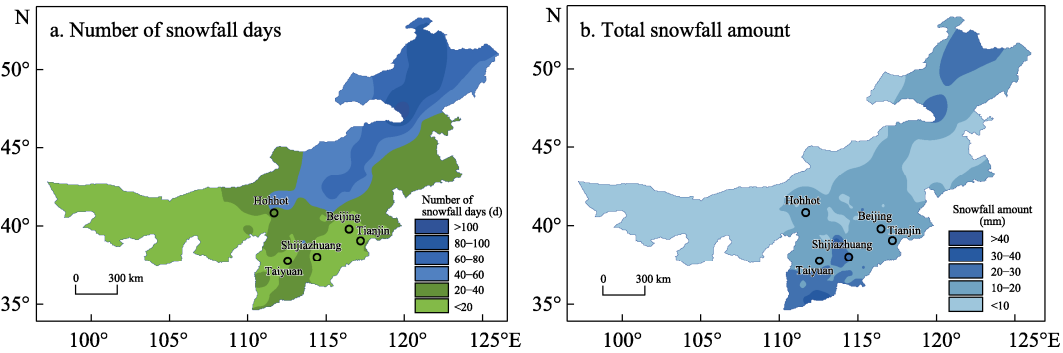 N
a. Number of snowfall days
50°
45°
40°
35°
Hohhot
Beijing
Tianjin
Shijiazhuang
Taiyuan
0 300 km
Number of
snowfall days (d)
>100
80−100
60−80
40−60
20−40
<20
100° 105° 110° 115° 120° 125°E
N
b. Total snowfall amount
50°
45°
40°
35°
Hohhot
Beijing
Tianjin
Shijiazhuang
Taiyuan
0 300 km
Snowfall amount
(mm)
>40
30−40
20−30
10−20
<10
100° 105° 110° 115° 120° 125°E